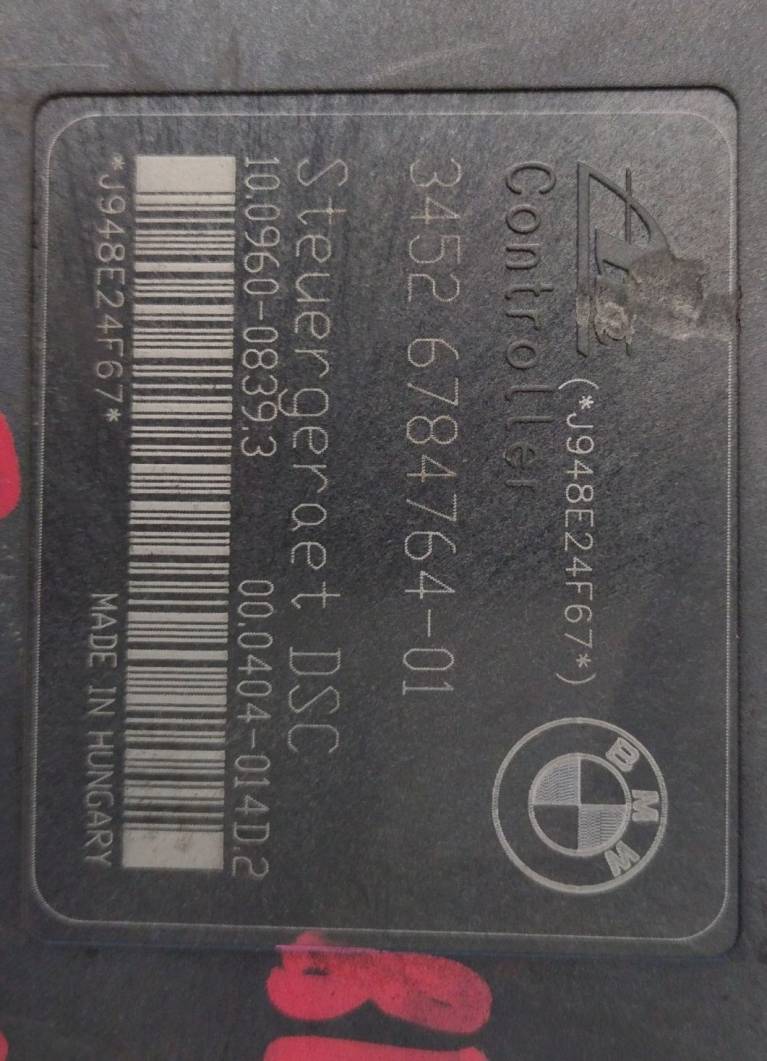 (*J948E24F67*)
BMW
Controller
3452 6784764-01
Steuergeraet DSC
10.0960-0839.3 00.0404-014D.2
*J948E24F67* MADE IN HUNGARY